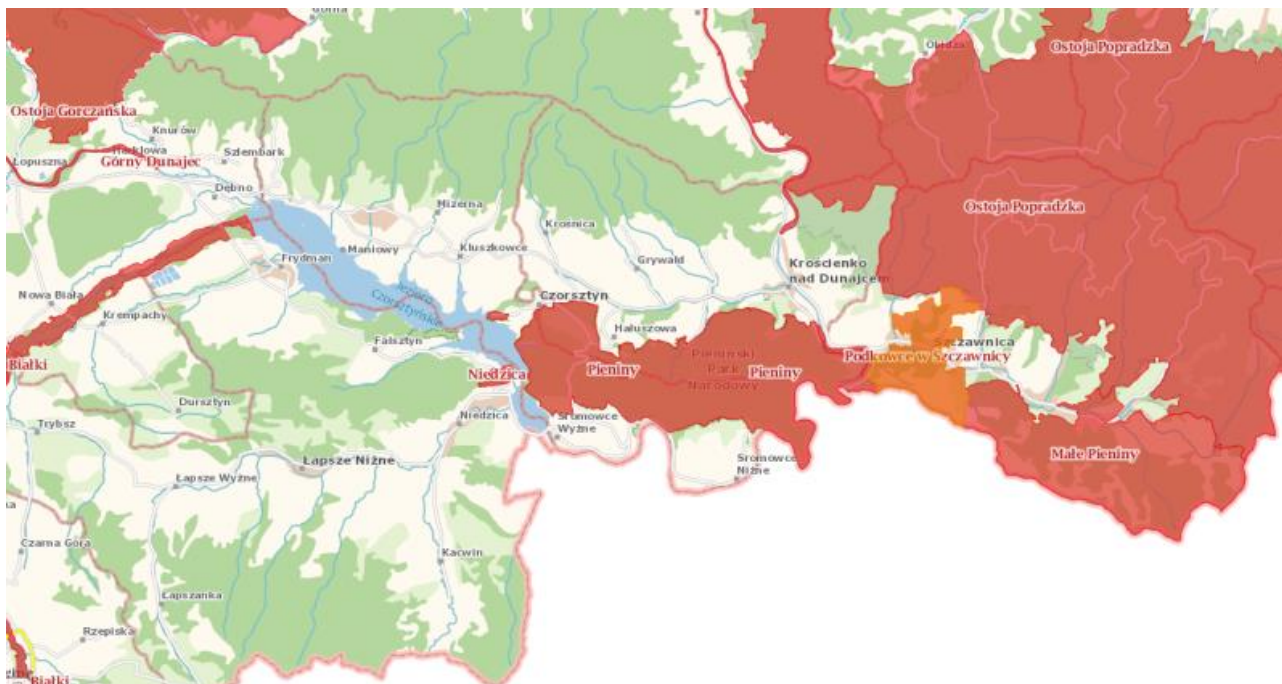 Górna
Obidza
Ostoja Popradzka
Ostoja Gorczańska
Knurów
Harklowa
Górny Dunajec
Szlembark
Łopuszna
Dębno
Mizerna
Krośnica
Ostoja Popradzka
Maniowy
Kluszkowce
Grywałd
Krościenko
nad Dunajcem
Frydman
Jezioro
Czorsztyńskie
Czorsztyn
Nowa Biała
Krempachy
Falsztyn
Hałuszowa
Szczawnica
Podkowce w Szczawnicy
Białki
Niedzica
Pieniny
Pieniński
Park
Narodowy
Pieniny
Dursztyn
Niedzica
Sromowce
Wyżne
Trybsz
Łapsze Niżne
Sromowce
Niżne
Małe Pieniny
Łapsze Wyżne
Czarna Góra
Kacwin
Łapszanka
Rzepiska
Białki